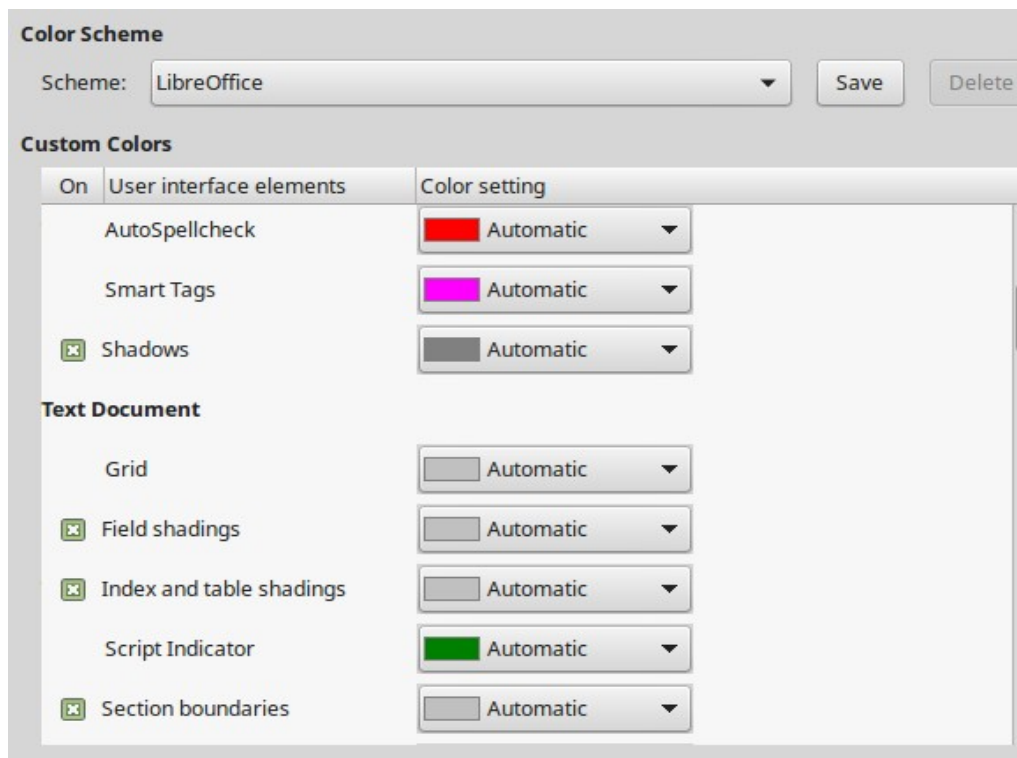 Color Scheme
Scheme: LibreOffice Save Delete
Custom Colors
On User interface elements Color setting
AutoSpellcheck Automatic
Smart Tags Automatic
Shadows Automatic
Text Document
Grid Automatic
Field shadings Automatic
Index and table shadings Automatic
Script Indicator Automatic
Section boundaries Automatic